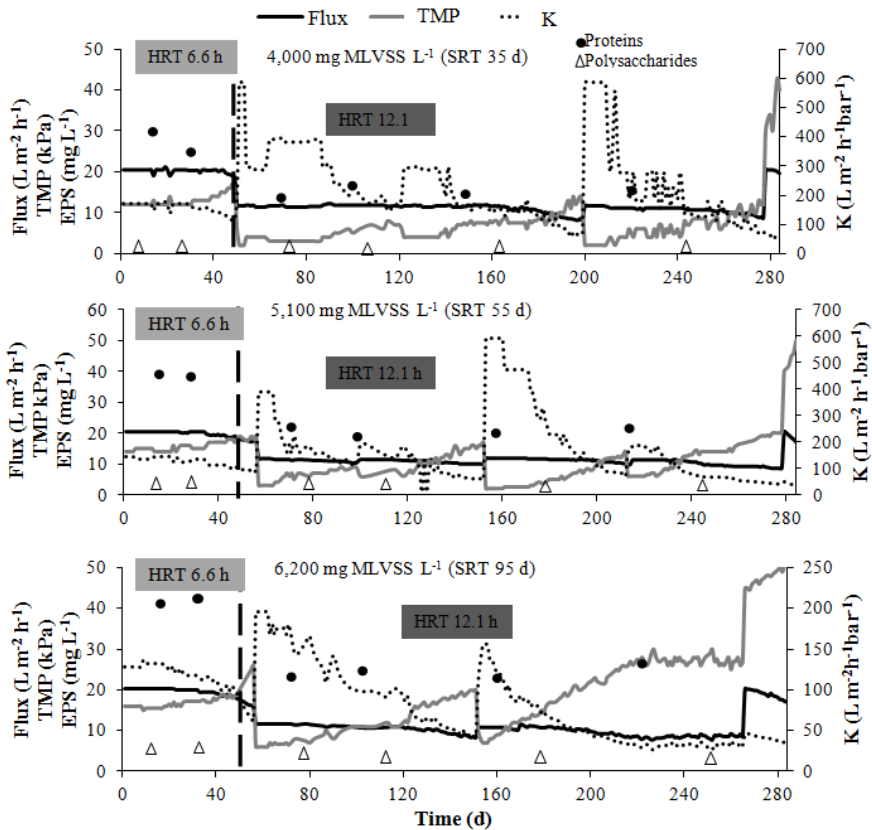 Flux TMP K
HRT 6.6 h
4,000 mg MLVSS L-1 (SRT 35 d)
Proteins
Polysaccharides
HRT 12.1
Flux (L m-2 h-1)
TMP (kPa)
EPS (mg L-1)
50
40
30
20
10
0
700
600
500
400
300
200
100
0
K (L m-2 h-1bar-1)
0 40 80 120 160 200 240 280
5,100 mg MLVSS L-1 (SRT 55 d)
HRT 6.6 h
HRT 12.1 h
Flux (L m-2 h-1)
TMP kPa)
EPS (mg L-1)
60
50
40
30
20
10
0
700
600
500
400
300
200
100
0
K (L m-2 h-1.bar-1)
0 40 80 120 160 200 240 280
6,200 mg MLVSS L-1 (SRT 95 d)
HRT 6.6 h
HRT 12.1 h
Flux (L m-2 h-1)
TMP (kPa)
EPS (mg L-1)
50
40
30
20
10
0
250
200
150
100
50
0
K (L m-2h-1bar-1)
0 40 80 120 160 200 240 280
Time (d)